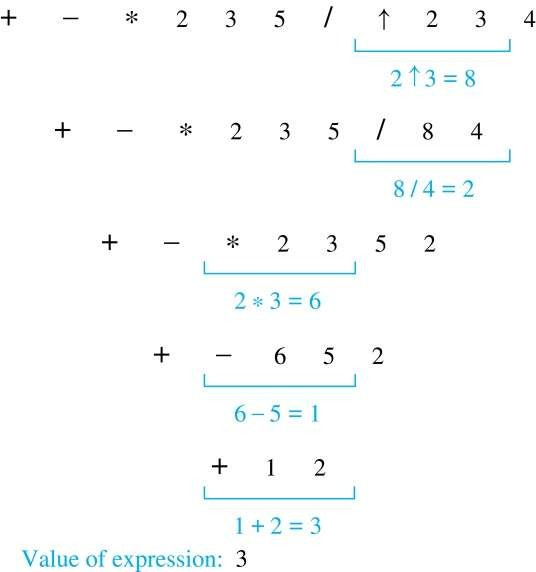 + − * 2 3 5 / ↑ 2 3 4
2 ↑ 3 = 8
+ − * 2 3 5 / 8 4
8 / 4 = 2
+ − * 2 3 5 2
2 * 3 = 6
+ − 6 5 2
6 − 5 = 1
+ 1 2
1 + 2 = 3
Value of expression: 3